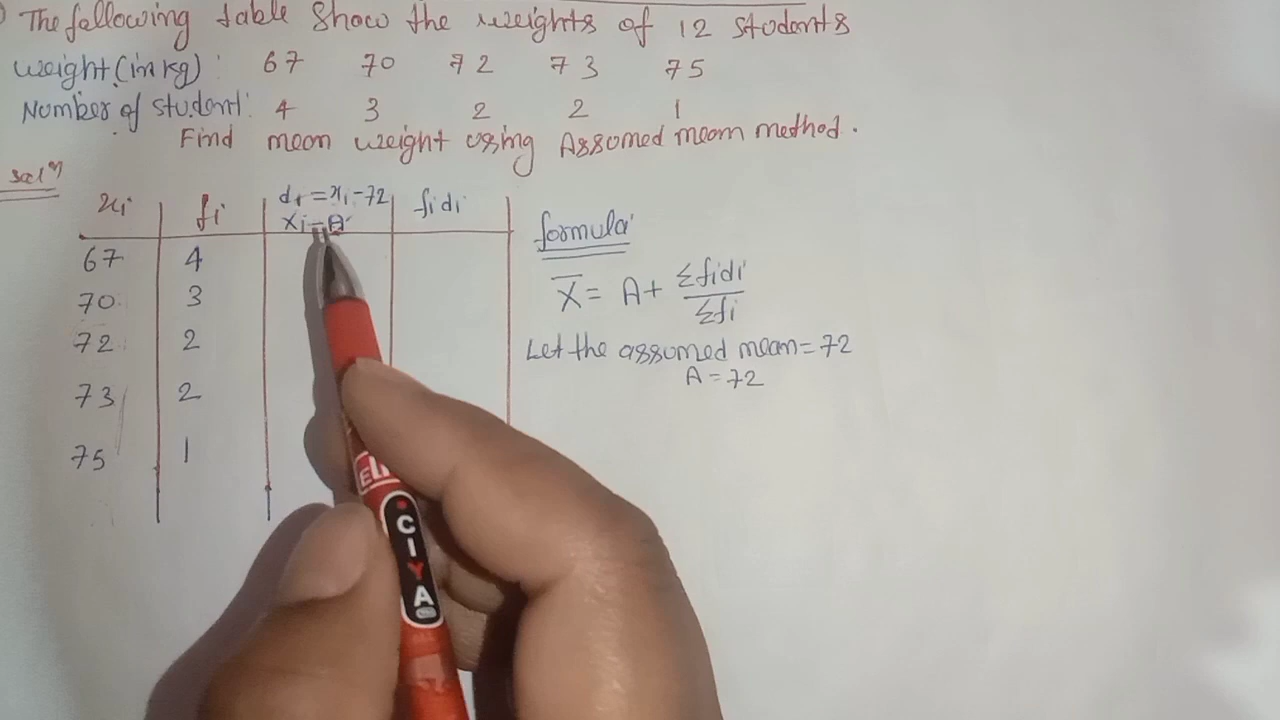 The following table Show the weights of 12 students
weight (in kg) : 67 70 72 73 75
Number of student: 4 3 2 2 1
Find mean weight using Assumed mean method.
solⁿ
xi fi di = xi - 72 fidi
xi - A
67 4
70 3
72 2
73 2
75 1
formula
X̄ = A + Σfidi / Σfi
Let the assumed mean = 72
A = 72
CIYA